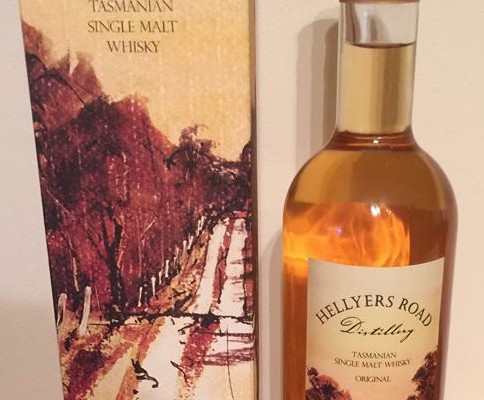 TASMANIAN
SINGLE MALT
WHISKY
HELLYERS ROAD
Distillery
TASMANIAN
SINGLE MALT WHISKY
ORIGINAL